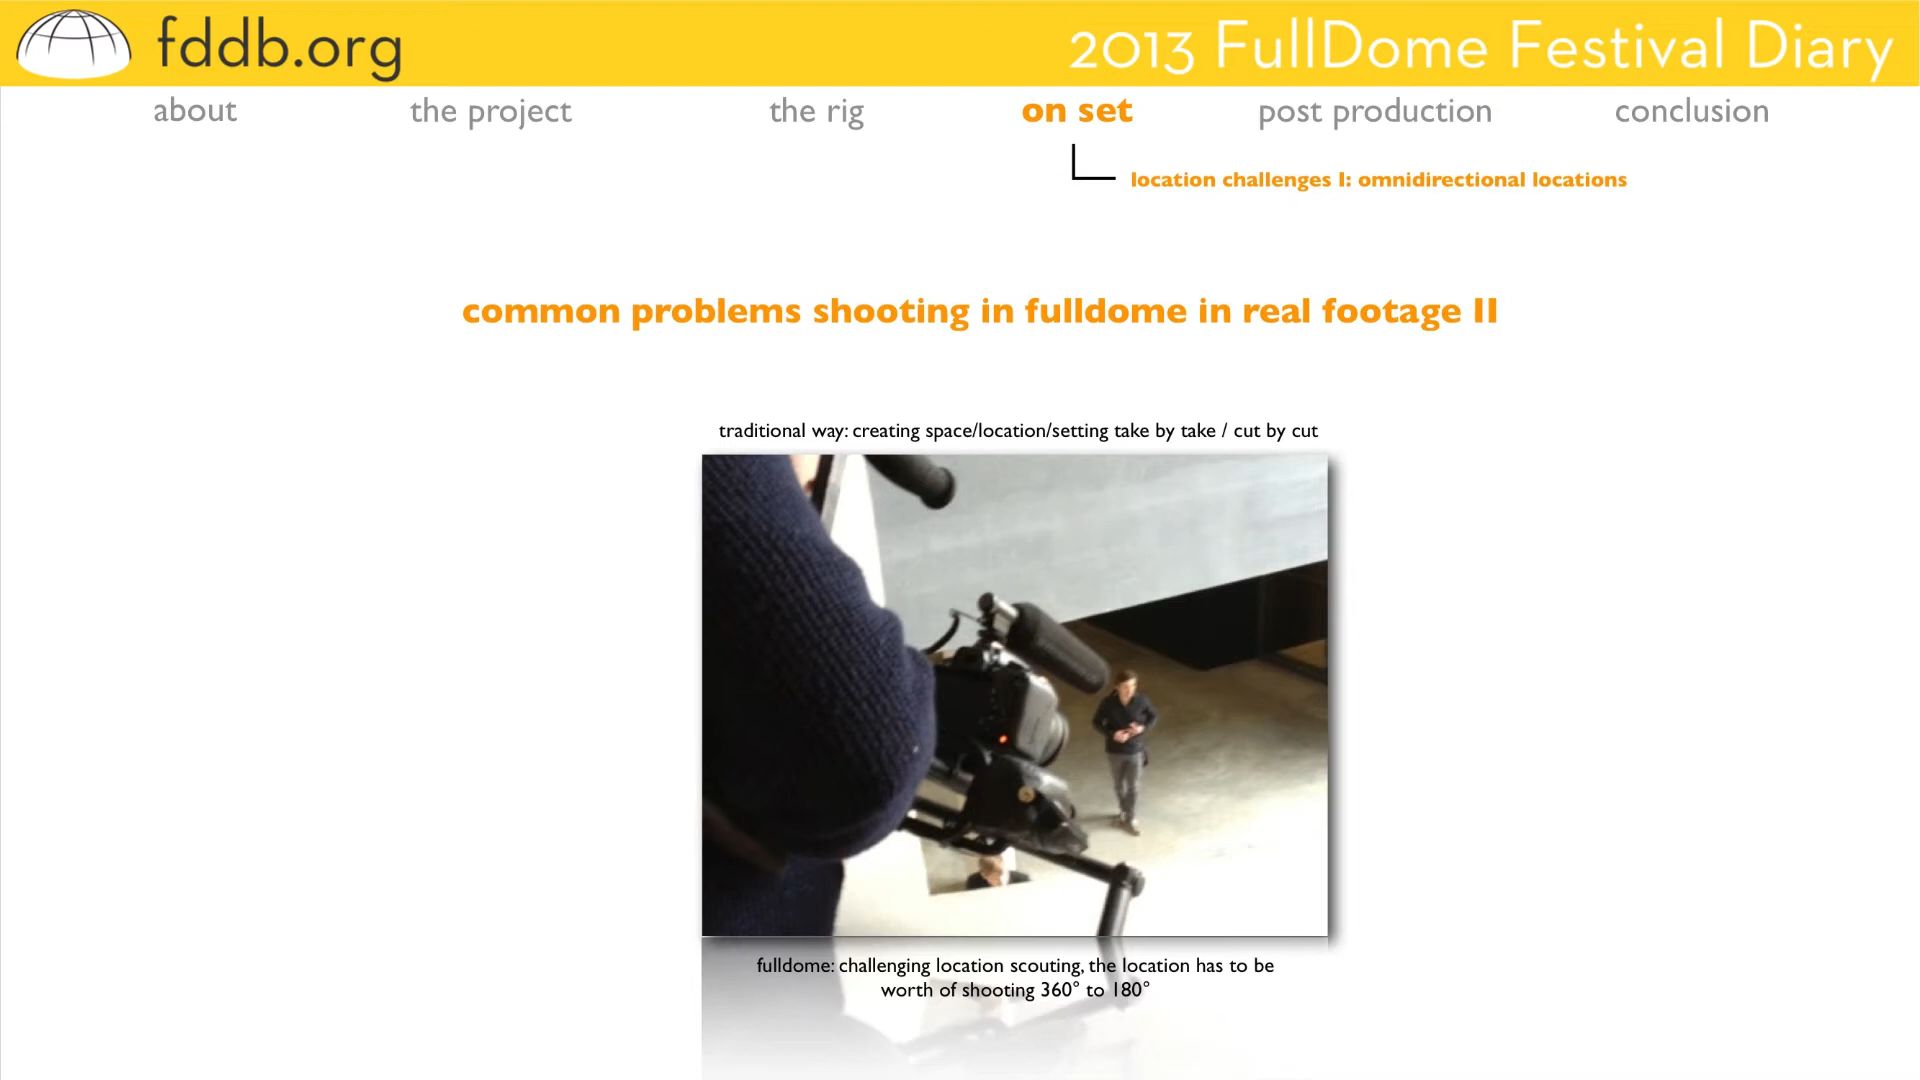 fddb.org
2013 FullDome Festival Diary
about
the project
the rig
on set
post production
conclusion
location challenges I: omnidirectional locations
common problems shooting in fulldome in real footage II
traditional way: creating space/location/setting take by take / cut by cut
fulldome: challenging location scouting, the location has to be
worth of shooting 360° to 180°